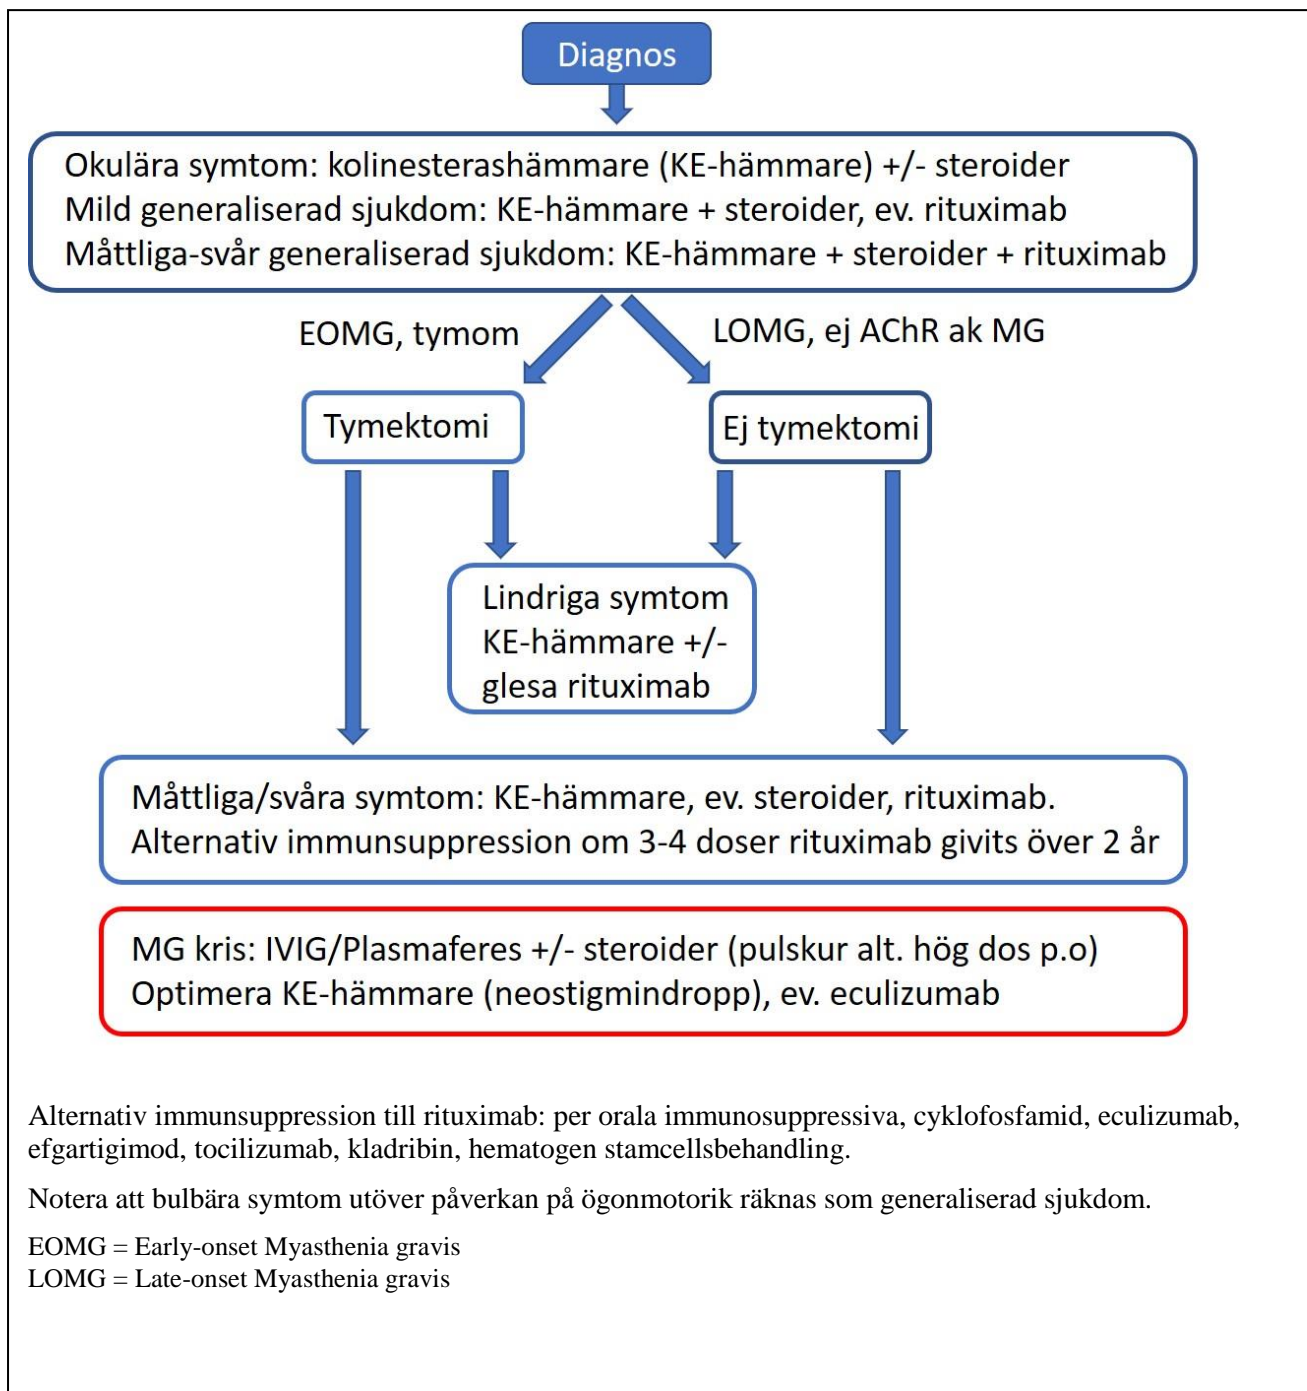 Diagnos
Okulära symtom: kolinesterashämmare (KE-hämmare) +/- steroider
Mild generaliserad sjukdom: KE-hämmare + steroider, ev. rituximab
Måttliga-svår generaliserad sjukdom: KE-hämmare + steroider + rituximab
EOMG, tymom
LOMG, ej AChR ak MG
Tymektomi
Ej tymektomi
Lindriga symtom
KE-hämmare +/-
glesa rituximab
Måttliga/svåra symtom: KE-hämmare, ev. steroider, rituximab.
Alternativ immunsuppression om 3-4 doser rituximab givits över 2 år
MG kris: IVIG/Plasmaferes +/- steroider (pulskur alt. hög dos p.o)
Optimera KE-hämmare (neostigmindropp), ev. eculizumab
Alternativ immunsuppression till rituximab: per orala immunosuppressiva, cyklofosfamid, eculizumab,
efgartigimod, tocilizumab, kladribin, hematogen stamcellsbehandling.
Notera att bulbära symtom utöver påverkan på ögonmotorik räknas som generaliserad sjukdom.
EOMG = Early-onset Myasthenia gravis
LOMG = Late-onset Myasthenia gravis